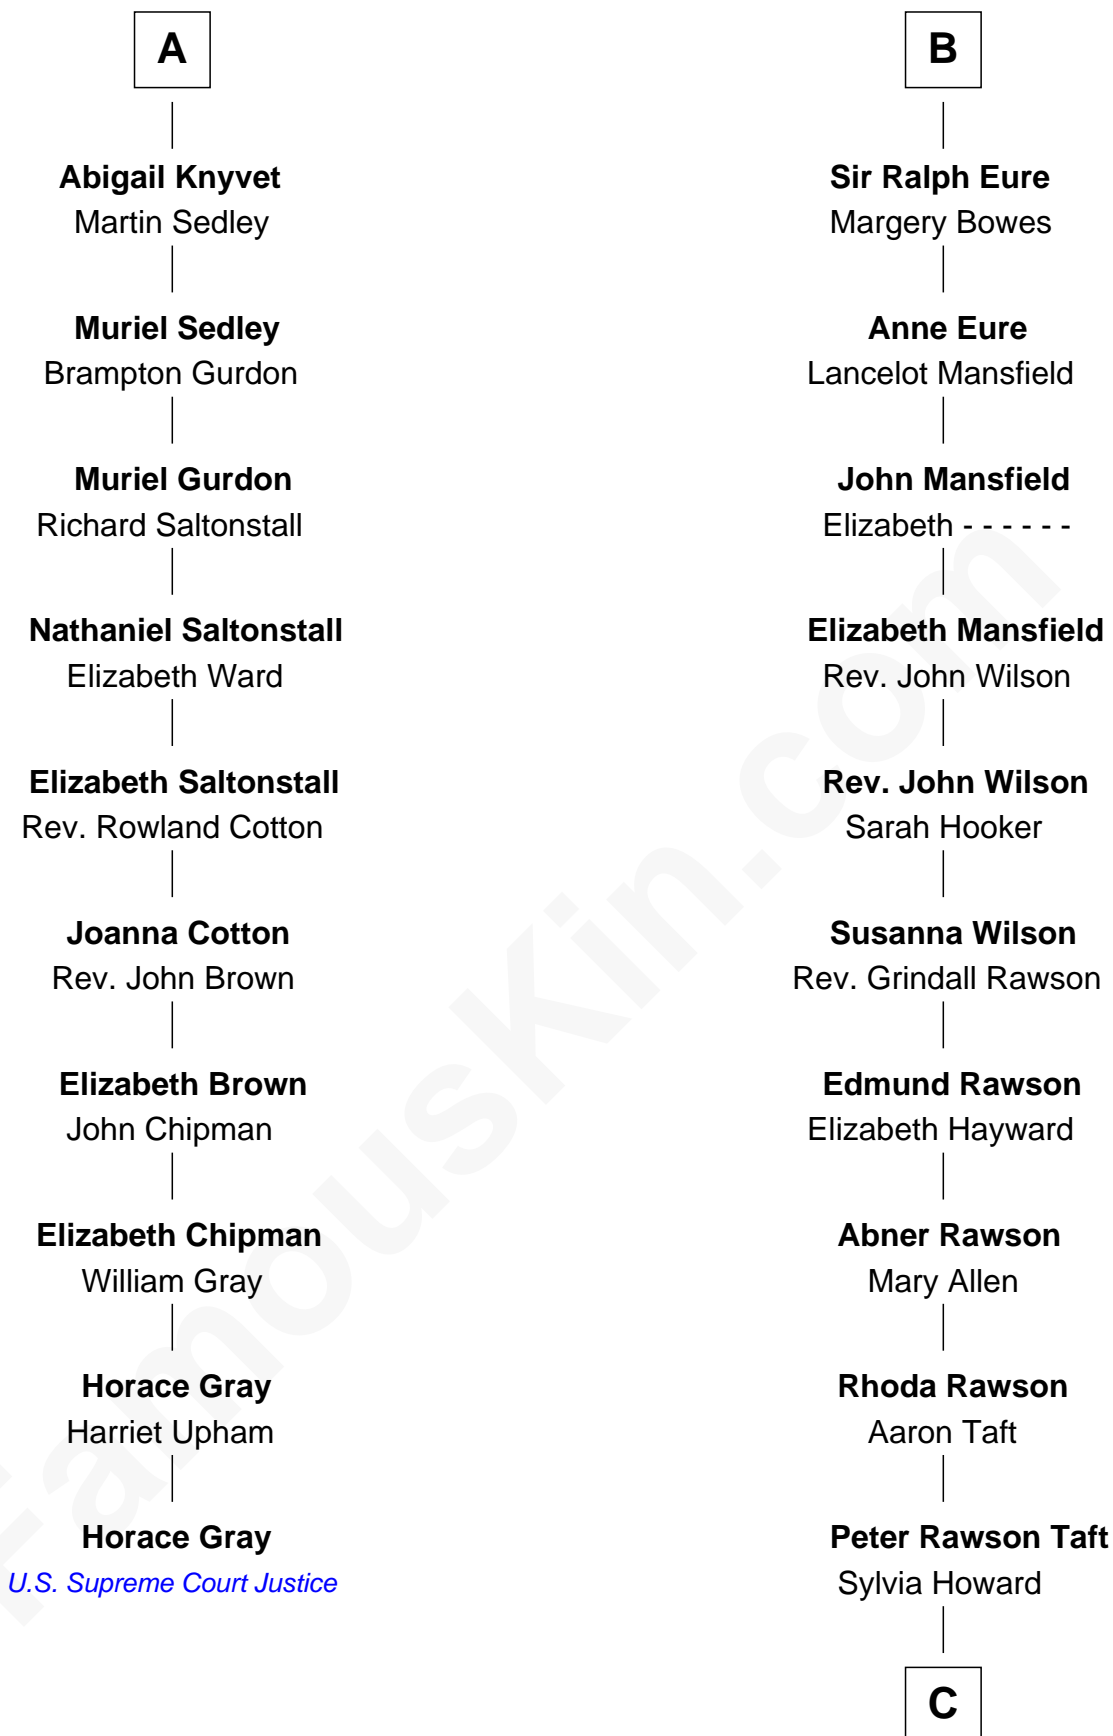 A
Abigail Knyvet
Martin Sedley
Muriel Sedley
Brampton Gurdon
Muriel Gurdon
Richard Saltonstall
Nathaniel Saltonstall
Elizabeth Ward
Elizabeth Saltonstall
Rev. Rowland Cotton
Joanna Cotton
Rev. John Brown
Elizabeth Brown
John Chipman
Elizabeth Chipman
William Gray
Horace Gray
Harriet Upham
Horace Gray
U.S. Supreme Court Justice
B
Sir Ralph Eure
Margery Bowes
Anne Eure
Lancelot Mansfield
John Mansfield
Elizabeth - - - - - -
Elizabeth Mansfield
Rev. John Wilson
Rev. John Wilson
Sarah Hooker
Susanna Wilson
Rev. Grindall Rawson
Edmund Rawson
Elizabeth Hayward
Abner Rawson
Mary Allen
Rhoda Rawson
Aaron Taft
Peter Rawson Taft
Sylvia Howard
C
FamousKin.com